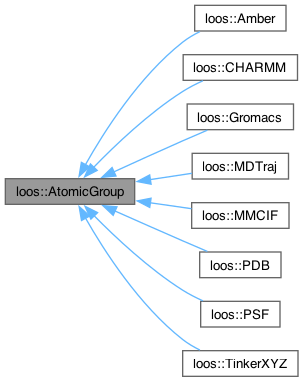 loos::Amber
loos::CHARMM
loos::Gromacs
loos::MDTraj
loos::AtomicGroup
loos::MMCIF
loos::PDB
loos::PSF
loos::TinkerXYZ